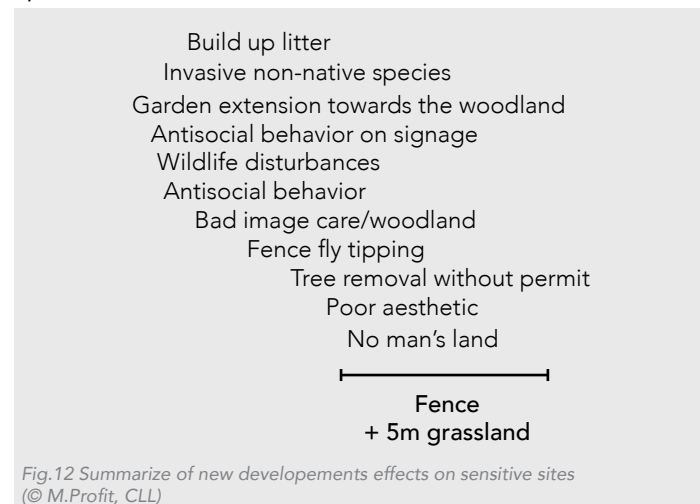 Build up litter
Invasive non-native species
Garden extension towards the woodland
Antisocial behavior on signage
Wildlife disturbances
Antisocial behavior
Bad image care/woodland
Fence fly tipping
Tree removal without permit
Poor aesthetic
No man's land
Fence
+ 5m grassland
Fig.12 Summarize of new developements effects on sensitive sites
(© M.Profit, CLL)